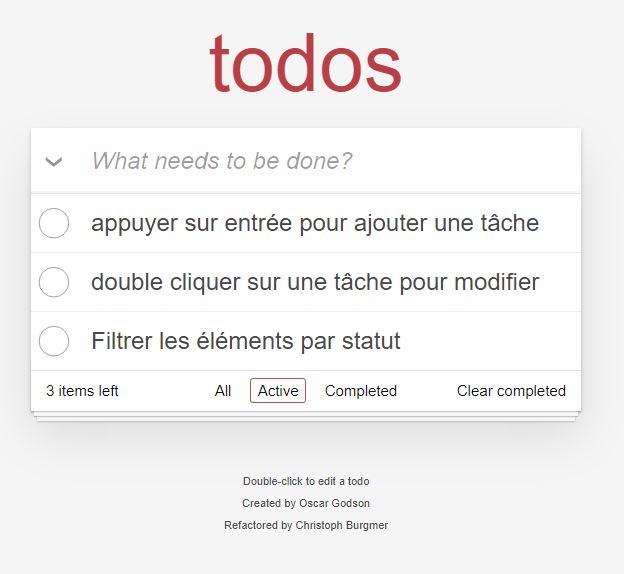 todos
What needs to be done?
appuyer sur entrée pour ajouter une tâche
double cliquer sur une tâche pour modifier
Filtrer les éléments par statut
3 items left All Active Completed Clear completed
Double-click to edit a todo
Created by Oscar Godson
Refactored by Christoph Burgmer